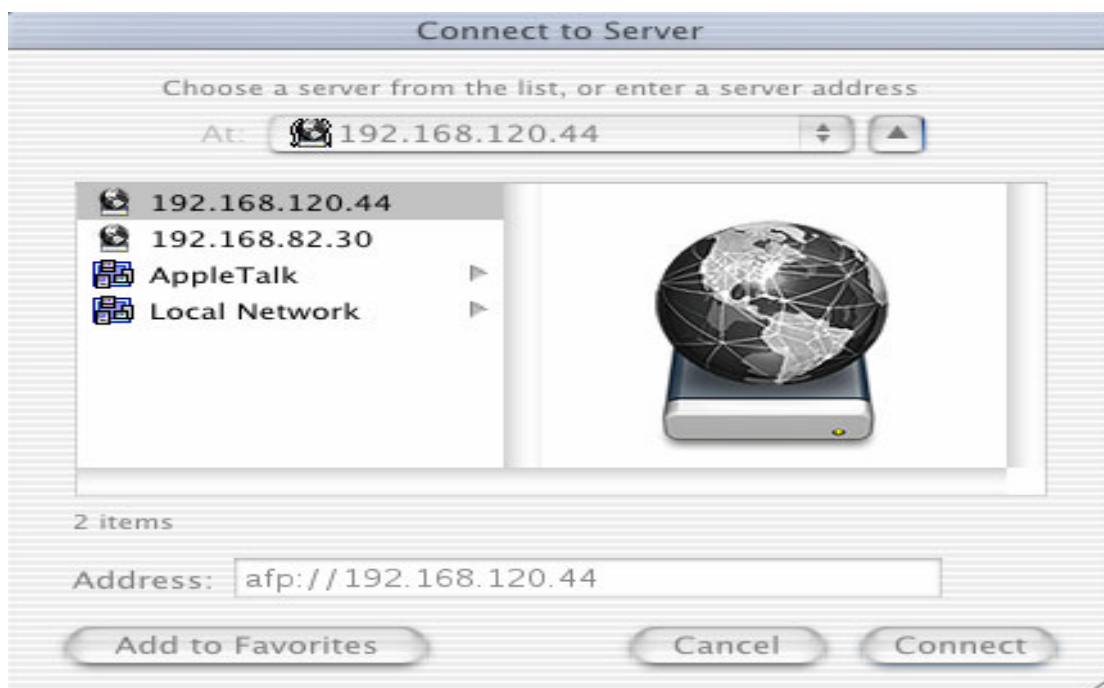 Connect to Server
Choose a server from the list, or enter a server address
At: 192.168.120.44
192.168.120.44
192.168.82.30
AppleTalk
Local Network
2 items
Address: afp://192.168.120.44
Add to Favorites Cancel Connect